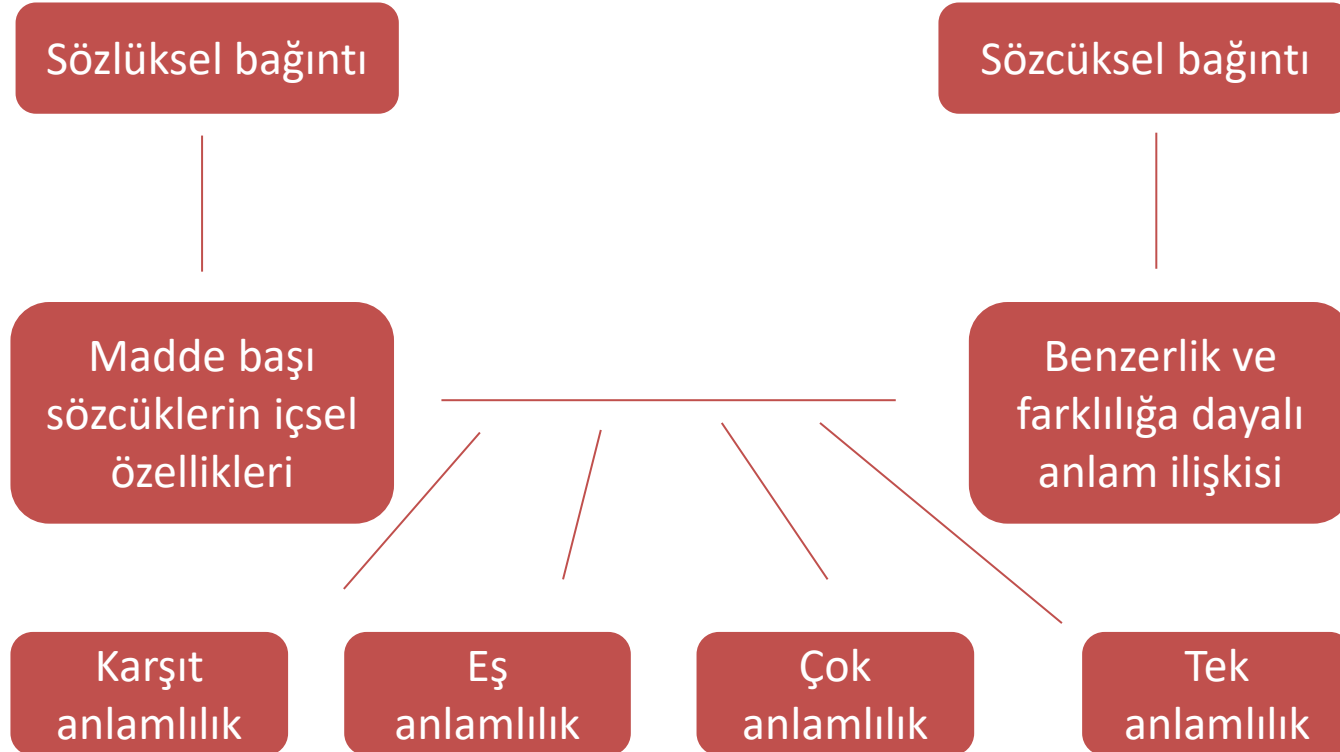 Sözlüksel bağıntı
Sözcüksel bağıntı
Madde başı
sözcüklerin içsel
özellikleri
Benzerlik ve
farklılığa dayalı
anlam ilişkisi
Karşıt
anlamlılık
Eş
anlamlılık
Çok
anlamlılık
Tek
anlamlılık